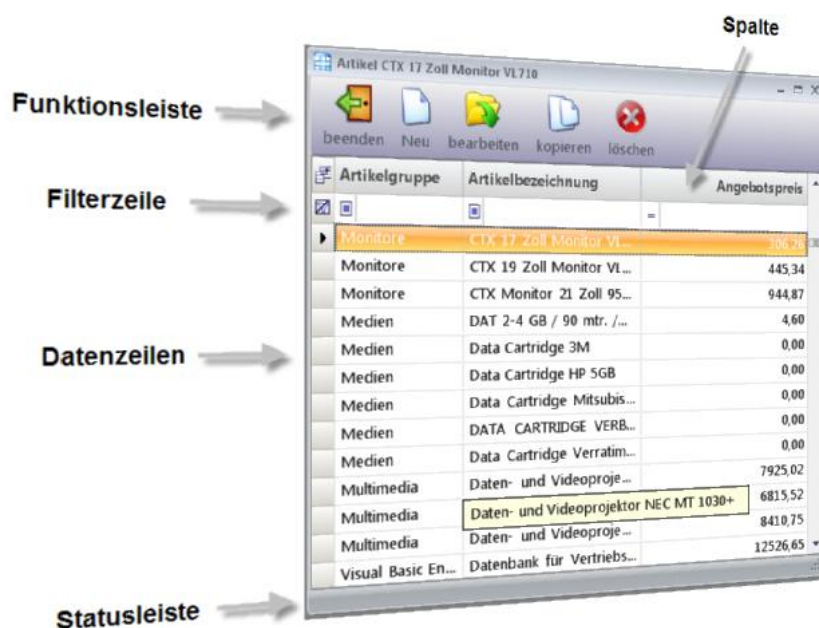 Spalte
Artikel CTX 17 Zoll Monitor VL710
Funktionsleiste
beenden Neu bearbeiten kopieren löschen
Filterzeile
Artikelgruppe Artikelbezeichnung Angebotspreis
=
Monitore CTX 17 Zoll Monitor VL... 306,26
Monitore CTX 19 Zoll Monitor VL... 445,34
Monitore CTX Monitor 21 Zoll 95... 944,87
Medien DAT 2-4 GB / 90 mtr. /... 4,60
Datenzeilen
Medien Data Cartridge 3M 0,00
Medien Data Cartridge HP 5GB 0,00
Medien Data Cartridge Mitsubis... 0,00
Medien DATA CARTRIDGE VERB... 0,00
Medien Data Cartridge Verratim... 0,00
Multimedia Daten- und Videoproje... 7925,02
Multimedia Daten- und Videoprojektor NEC MT 1030+ 6815,52
Multimedia Daten- und Videoproje... 8410,75
Visual Basic En... Datenbank für Vertriebs... 12526,65
Statusleiste